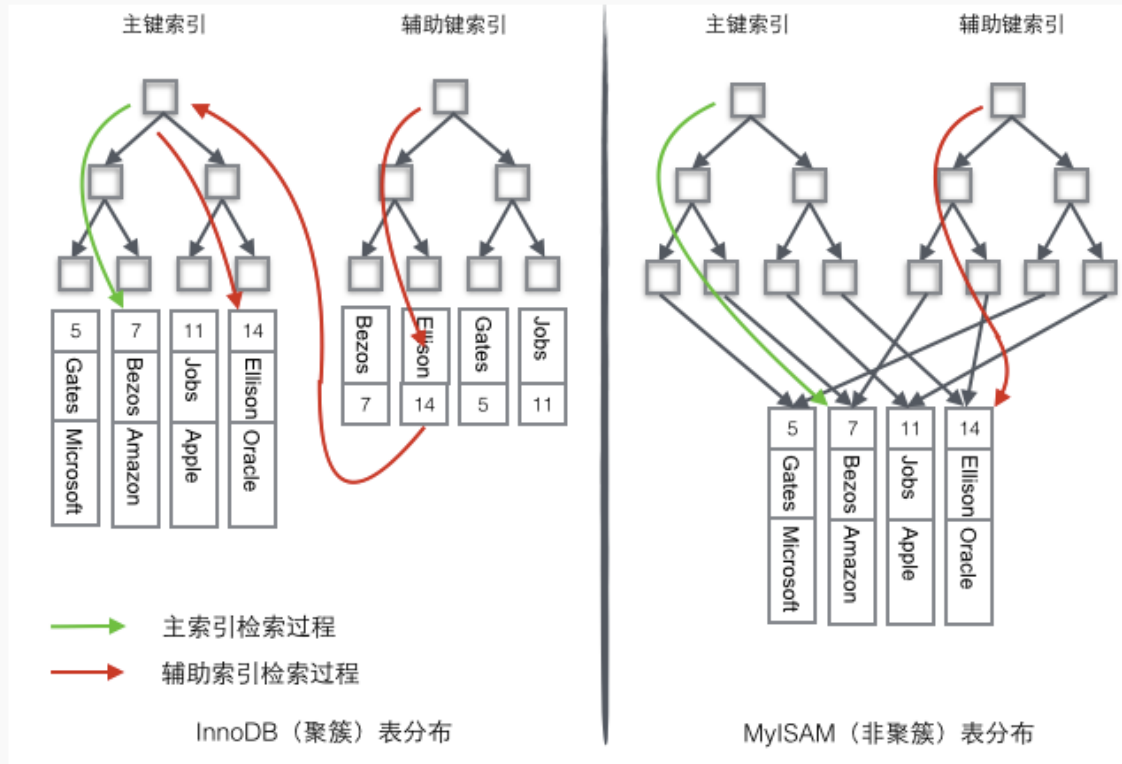 主键索引
辅助键索引
5
Gates
Microsoft
7
Bezos
Amazon
11
Jobs
Apple
14
Ellison
Oracle
Bezos
7
Ellison
14
Gates
5
Jobs
11
主索引检索过程
辅助索引检索过程
InnoDB（聚簇）表分布
主键索引
辅助键索引
5
Gates
Microsoft
7
Bezos
Amazon
11
Jobs
Apple
14
Ellison
Oracle
MyISAM（非聚簇）表分布